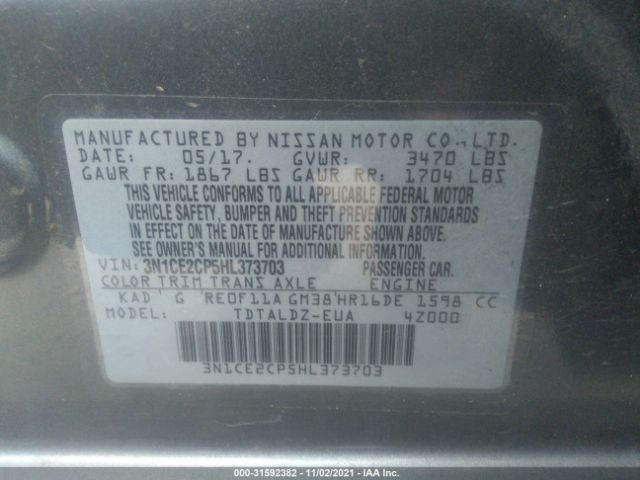 MANUFACTURED BY NISSAN MOTOR CO.,LTD.
DATE: 05/17. GVWR: 3470 LBS
GAWR FR: 1867 LBS GAWR RR: 1704 LBS
THIS VEHICLE CONFORMS TO ALL APPLICABLE FEDERAL MOTOR
VEHICLE SAFETY, BUMPER AND THEFT PREVENTION STANDARDS
IN EFFECT ON THE DATE OF MANUFACTURE SHOWN ABOVE.
SEE OWNER'S MANUAL FOR ADDITIONAL INFORMATION.
VIN: 3N1CE2CP5HL373703 PASSENGER CAR.
COLOR TRIM TRANS AXLE ENGINE
KAD G RE0F11A GM38 HR16DE 1598 CC
MODEL: TDTALDZ-EUA 4Z000
3N1CE2CP5HL373703
000-31592382 - 11/02/2021 - IAA Inc.